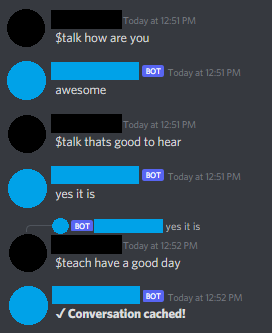 Today at 12:51 PM
$talk how are you
BOT Today at 12:51 PM
awesome
Today at 12:51 PM
$talk thats good to hear
BOT Today at 12:51 PM
yes it is
BOT yes it is
Today at 12:52 PM
$teach have a good day
BOT Today at 12:52 PM
✓ Conversation cached!